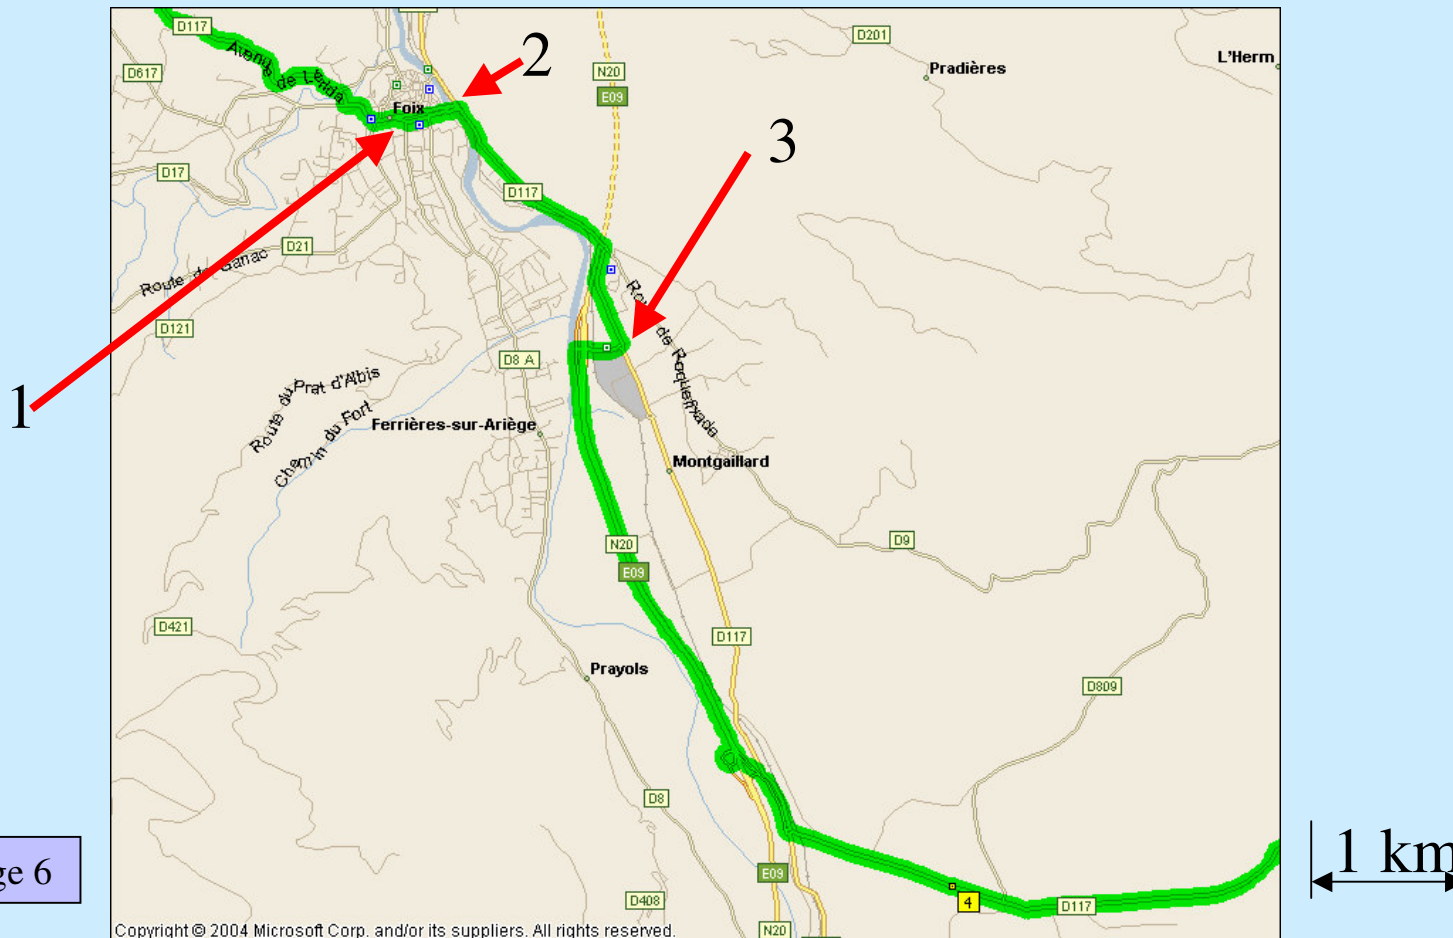 D117
Avenue de Lérida
D617
2
N20
E09
D201
Pradières
L'Herm
Foix
3
D17
D117
D21
Route de Ganac
D121
D8 A
Route du Prat d'Albis
Chemin du Fort
1
Ferrières-sur-Ariège
Montgaillard
N20
E09
D9
D421
D117
Prayols
D809
D8
ge 6
1 km
E09
4
D117
D408
N20
Copyright © 2004 Microsoft Corp. and/or its suppliers. All rights reserved.